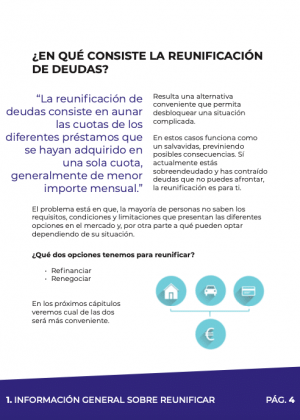 ¿EN QUÉ CONSISTE LA REUNIFICACIÓN
DE DEUDAS?
“La reunificación de
deudas consiste en aunar
las cuotas de los
diferentes préstamos que
se hayan adquirido en
una sola cuota,
generalmente de menor
importe mensual.”
Resulta una alternativa
conveniente que permita
desbloquear una situación
complicada.
En estos casos funciona como
un salvavidas, previniendo
posibles consecuencias. Si
actualmente estás
sobreendeudado y has contraído
deudas que no puedes afrontar,
la reunificación es para ti.
El problema está en que, la mayoría de personas no saben los
requisitos, condiciones y limitaciones que presentan las diferentes
opciones en el mercado y, por otra parte a qué pueden optar
dependiendo de su situación.
¿Qué dos opciones tenemos para reunificar?
• Refinanciar
• Renegociar
En los próximos cápitulos
veremos cual de las dos
será más conveniente.
€
1. INFORMACIÓN GENERAL SOBRE REUNIFICAR PÁG. 4